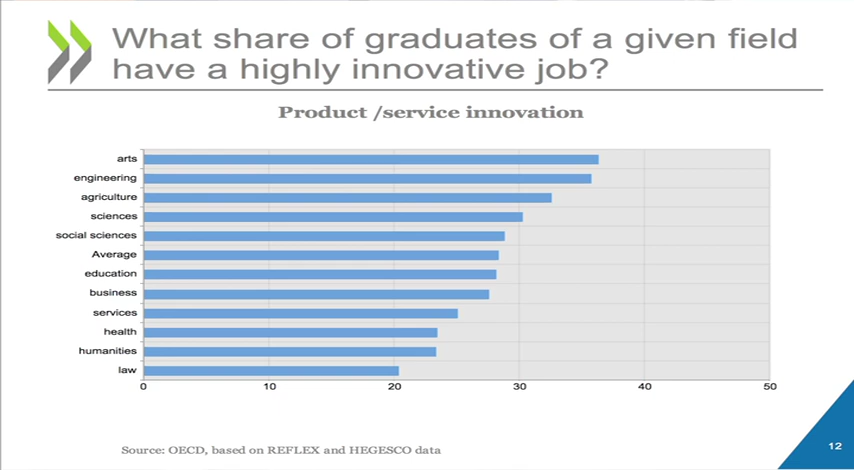 What share of graduates of a given field
have a highly innovative job?
Product /service innovation
arts
engineering
agriculture
sciences
social sciences
Average
education
business
services
health
humanities
law
0 10 20 30 40 50
Source: OECD, based on REFLEX and HEGESCO data
12